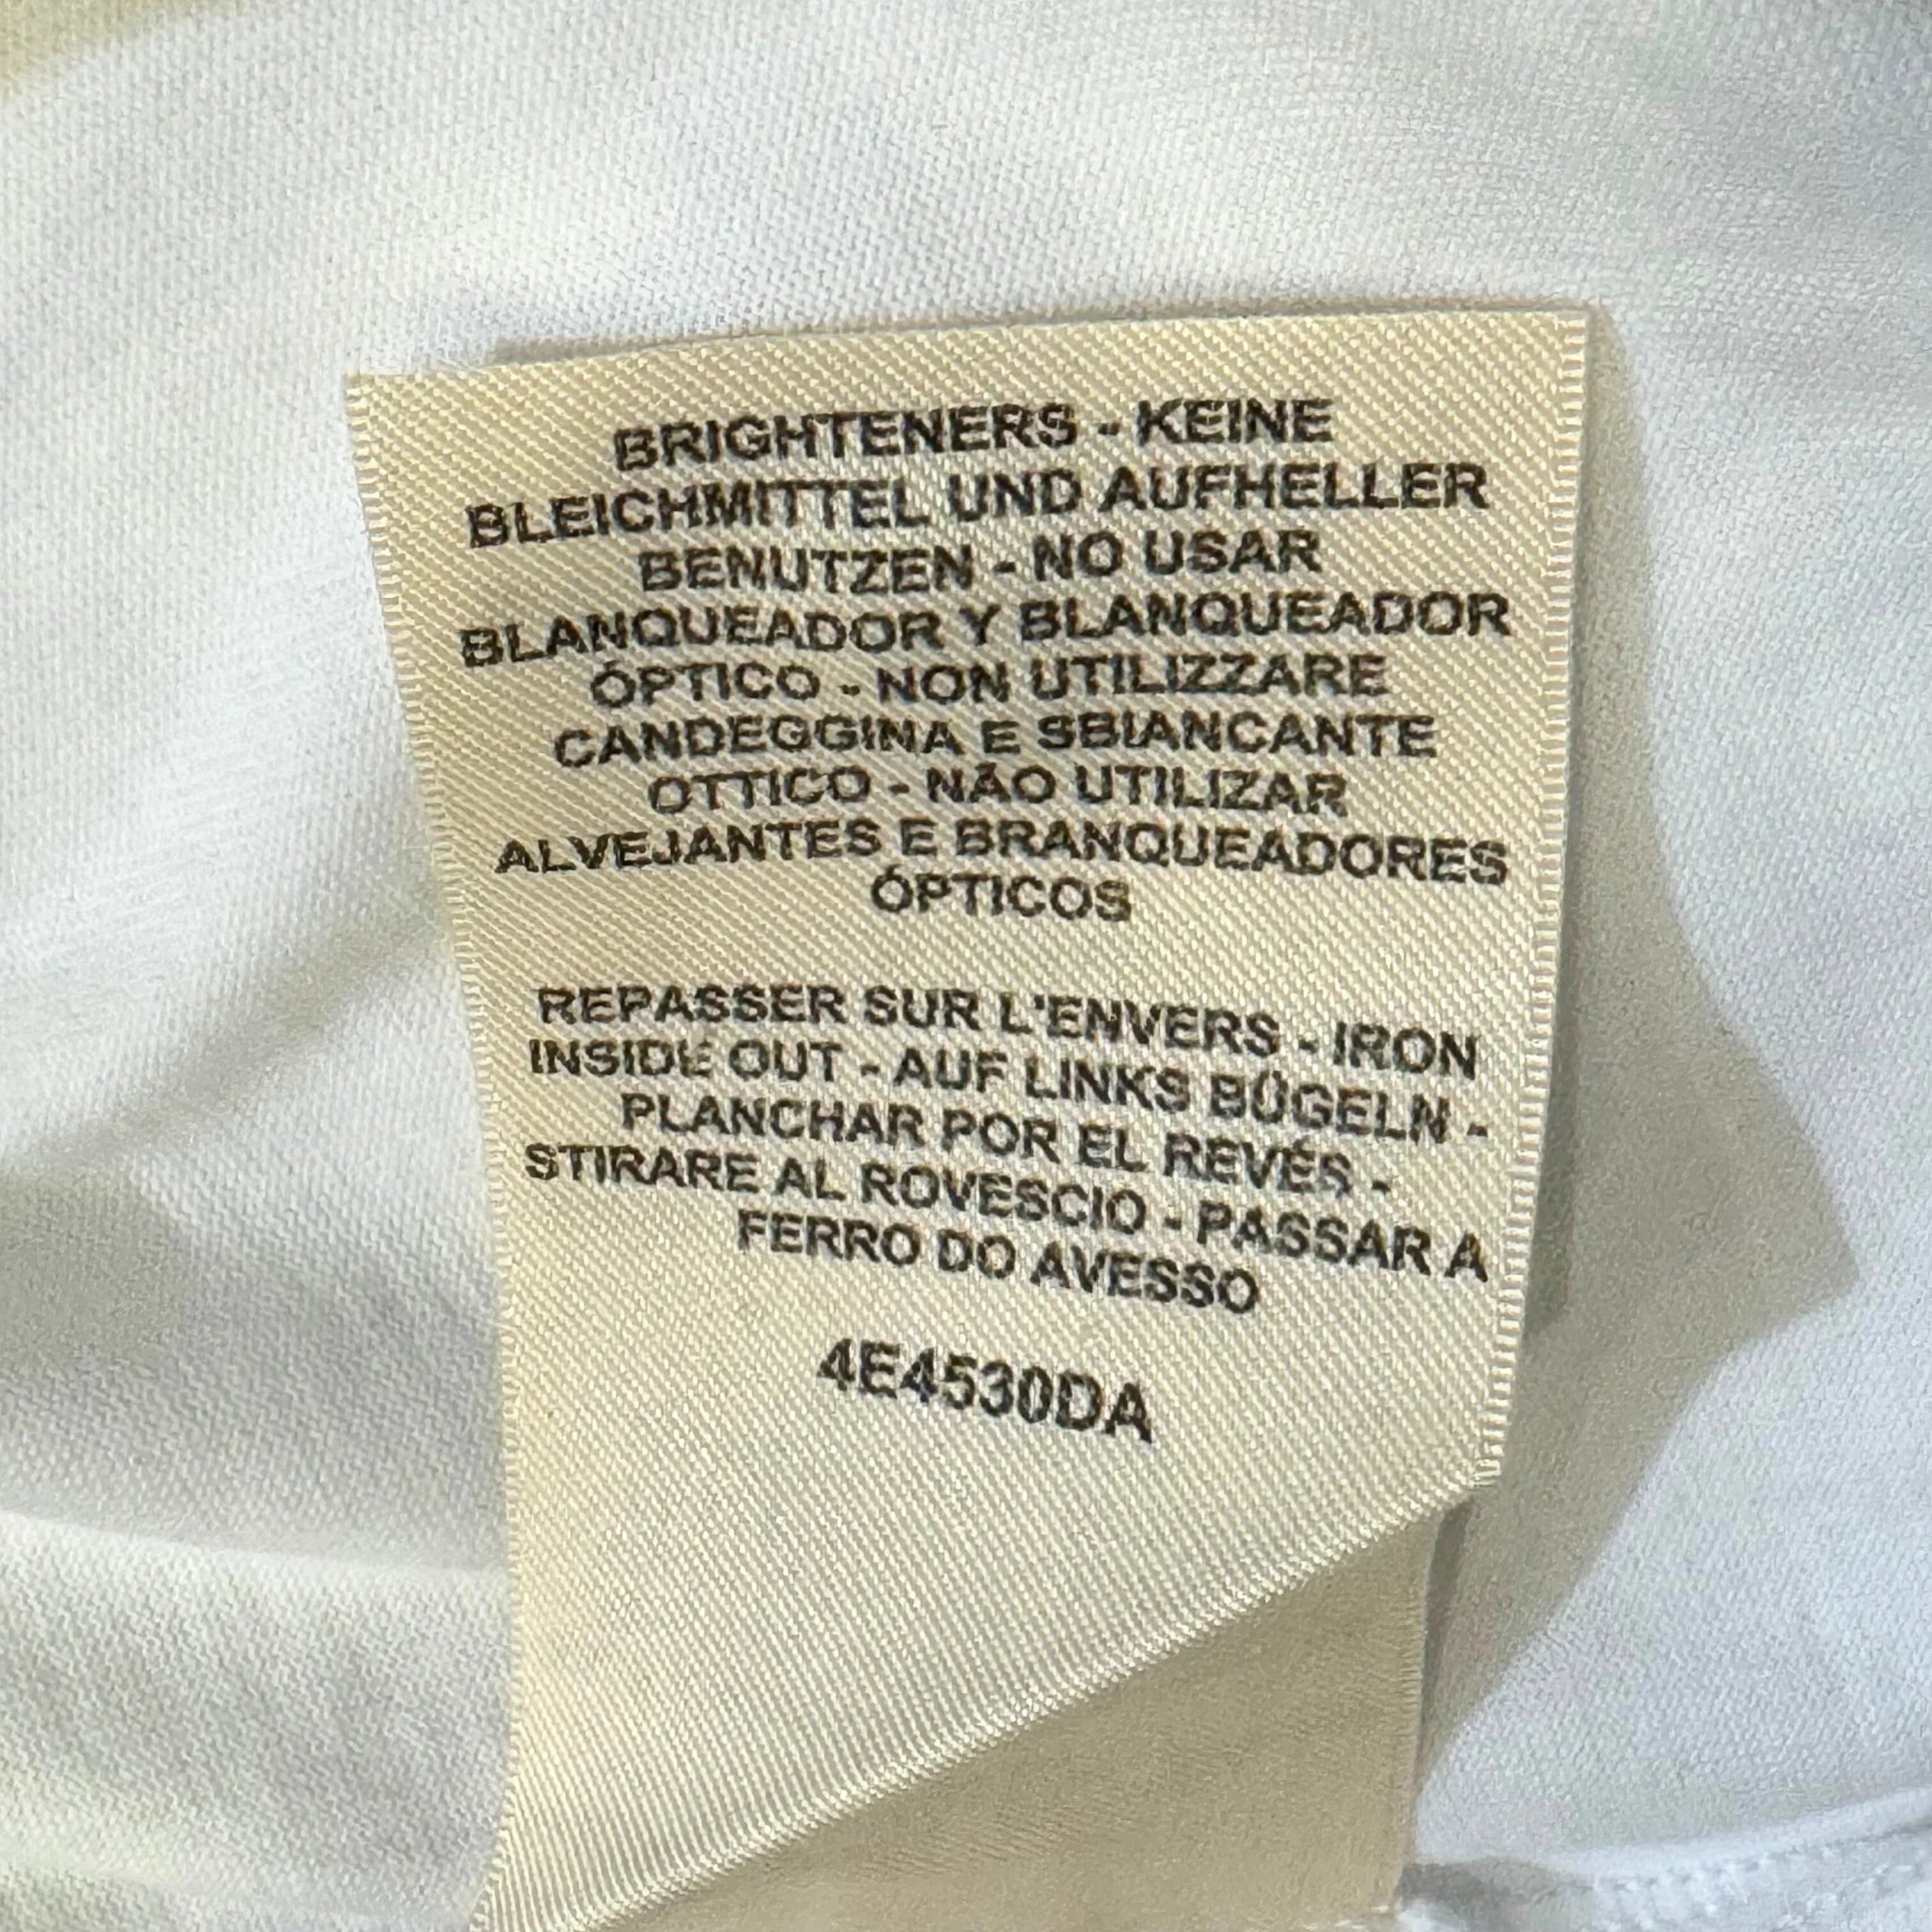 BRIGHTENERS - KEINE
BLEICHMITTEL UND AUFHELLER
BENUTZEN - NO USAR
BLANQUEADOR Y BLANQUEADOR
ÓPTICO - NON UTILIZZARE
CANDEGGINA E SBIANCANTE
OTTICO - NÃO UTILIZAR
ALVEJANTES E BRANQUEADORES
ÓPTICOS
REPASSER SUR L'ENVERS - IRON
INSIDE OUT - AUF LINKS BÜGELN -
PLANCHAR POR EL REVÉS -
STIRARE AL ROVESCIO - PASSAR A
FERRO DO AVESSO
4E4530DA